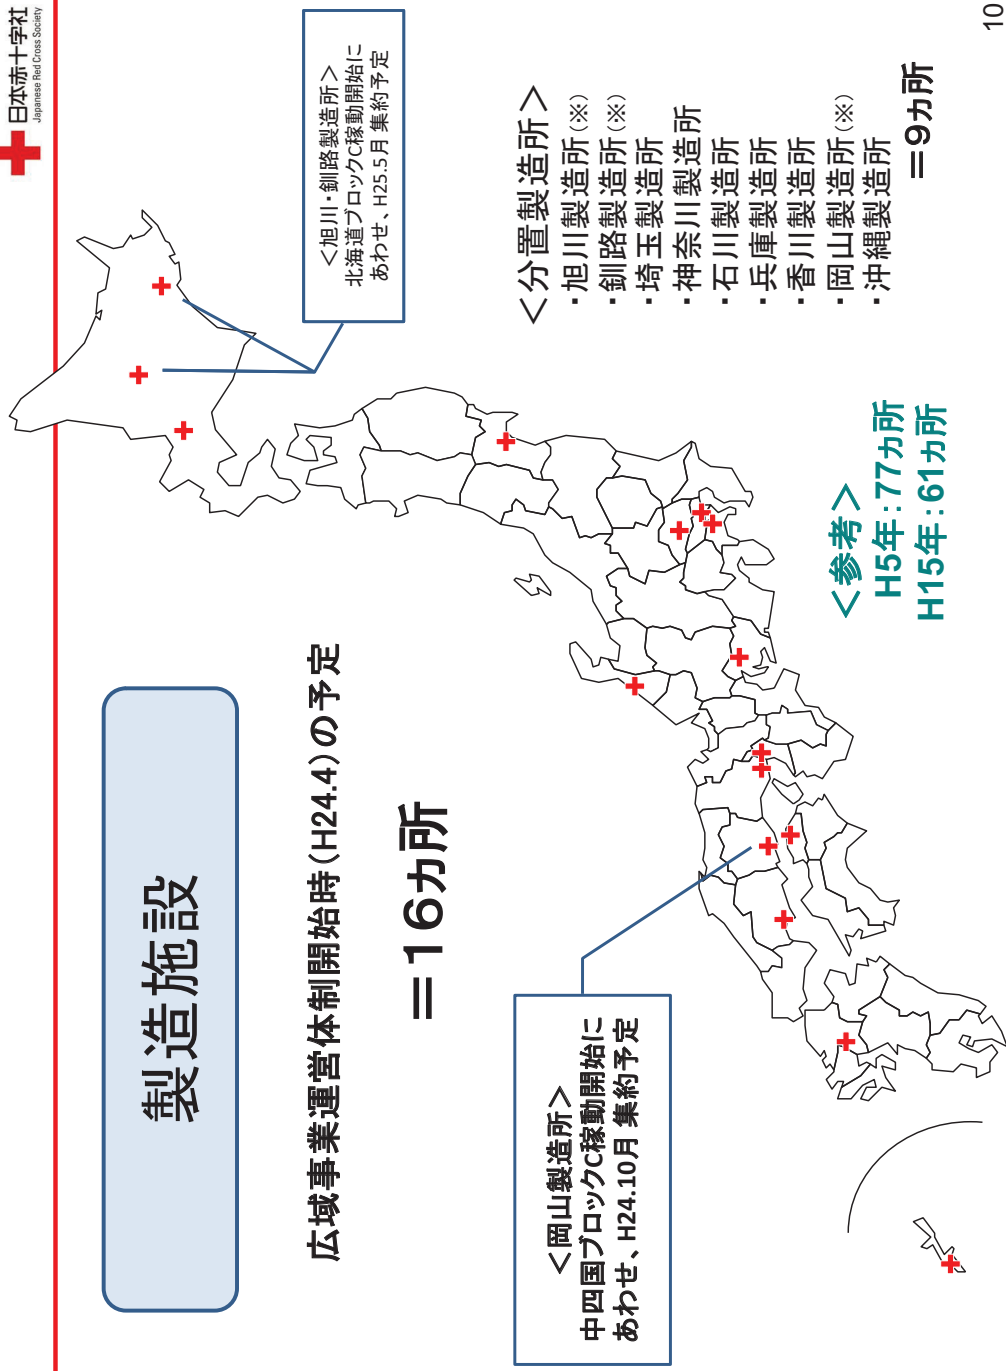 日本赤十字社
Japanese Red Cross Society
製造施設
広域事業運営体制開始時(H24.4)の予定
=16カ所
<旭川・釧路製造所>
北海道ブロックC稼動開始に
あわせ、H25.5月 集約予定
<岡山製造所>
中四国ブロックC稼動開始に
あわせ、H24.10月 集約予定
<分置製造所>
・旭川製造所(※)
・釧路製造所(※)
・埼玉製造所
・神奈川製造所
・石川製造所
・兵庫製造所
・香川製造所
・岡山製造所(※)
・沖縄製造所
=9カ所
<参考>
H5年:77カ所
H15年:61カ所
10